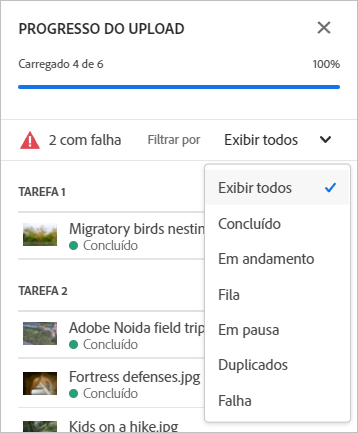 PROGRESSO DO UPLOAD
Carregado 4 de 6 100%
2 com falha Filtrar por Exibir todos
Exibir todos
Concluído
Em andamento
Fila
Em pausa
Duplicados
Falha
TAREFA 1
Migratory birds nestin
Concluído
TAREFA 2
Adobe Noida field trip
Concluído
Fortress defenses.jpg
Concluído
Kids on a hike.jpg